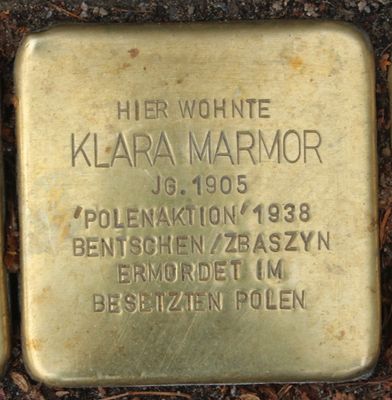 HIER WOHNTE
KLARA MARMOR
JG. 1905
'POLENAKTION' 1938
BENTSCHEN/ZBASZYN
ERMORDET IM
BESETZTEN POLEN